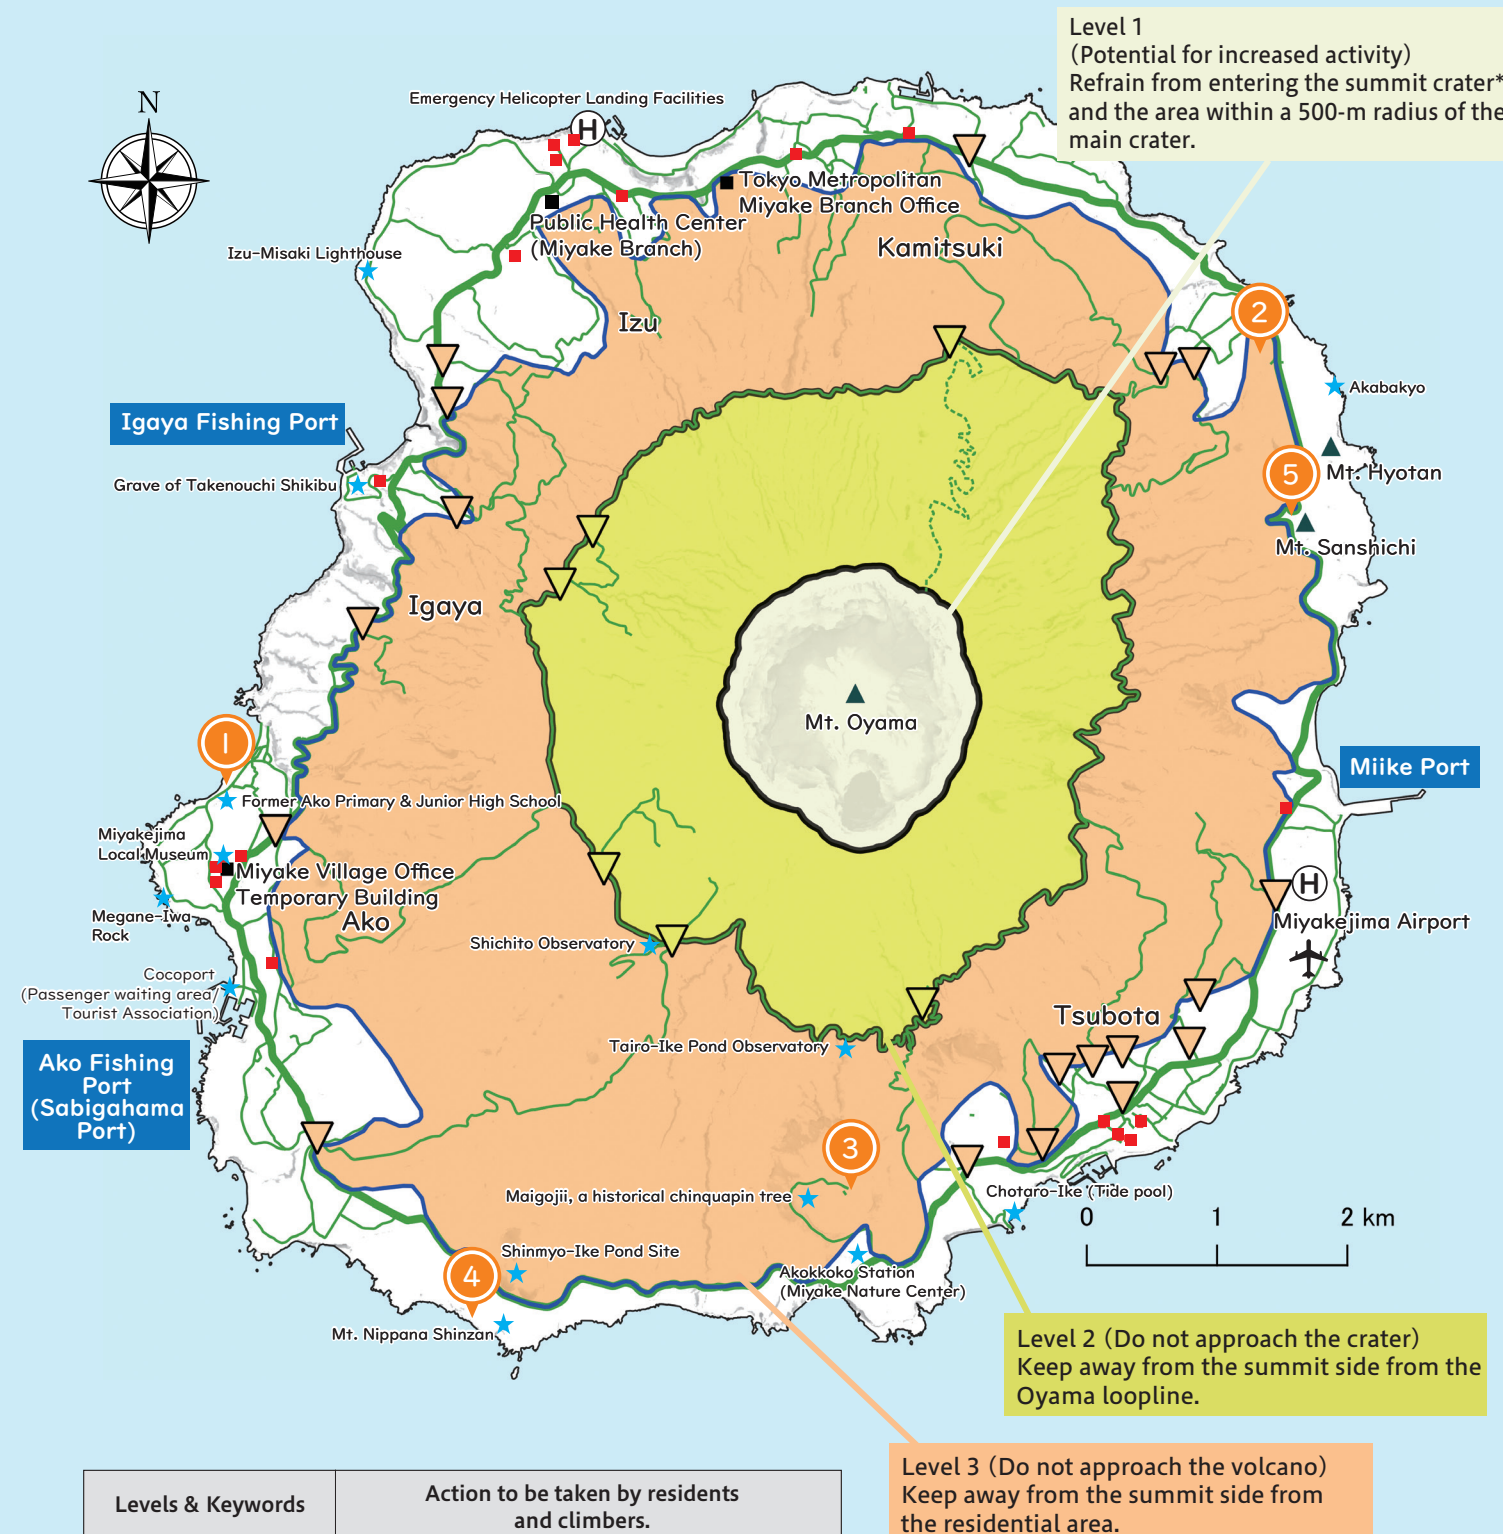 Level 1
(Potential for increased activity)
Refrain from entering the summit crater*
and the area within a 500-m radius of the
main crater.
N
Emergency Helicopter Landing Facilities
H
Tokyo Metropolitan
Miyake Branch Office
Public Health Center
(Miyake Branch)
Kamitsuki
Izu-Misaki Lighthouse
Izu
2
Akabakyo
Igaya Fishing Port
Mt. Hyotan
5
Grave of Takenouchi Shikibu
Mt. Sanshichi
Igaya
Mt. Oyama
1
Miike Port
Former Ako Primary & Junior High School
Miyakejima
Local Museum
Miyake Village Office
Temporary Building
Ako
H
Megane-Iwa
Rock
Miyakejima Airport
Shichito Observatory
Cocoport
(Passenger waiting area/
Tourist Association)
Tsubota
Tairo-Ike Pond Observatory
Ako Fishing
Port
(Sabigahama
Port)
3
Maigojii, a historical chinquapin tree
Chotaro-Ike (Tide pool)
0 1 2 km
Shinmyo-Ike Pond Site
4
Akokkoko Station
(Miyake Nature Center)
Mt. Nippana Shinzan
Level 2 (Do not approach the crater)
Keep away from the summit side from the
Oyama loopline.
Level 3 (Do not approach the volcano)
Keep away from the summit side from
the residential area.
Levels & Keywords
Action to be taken by residents
and climbers.